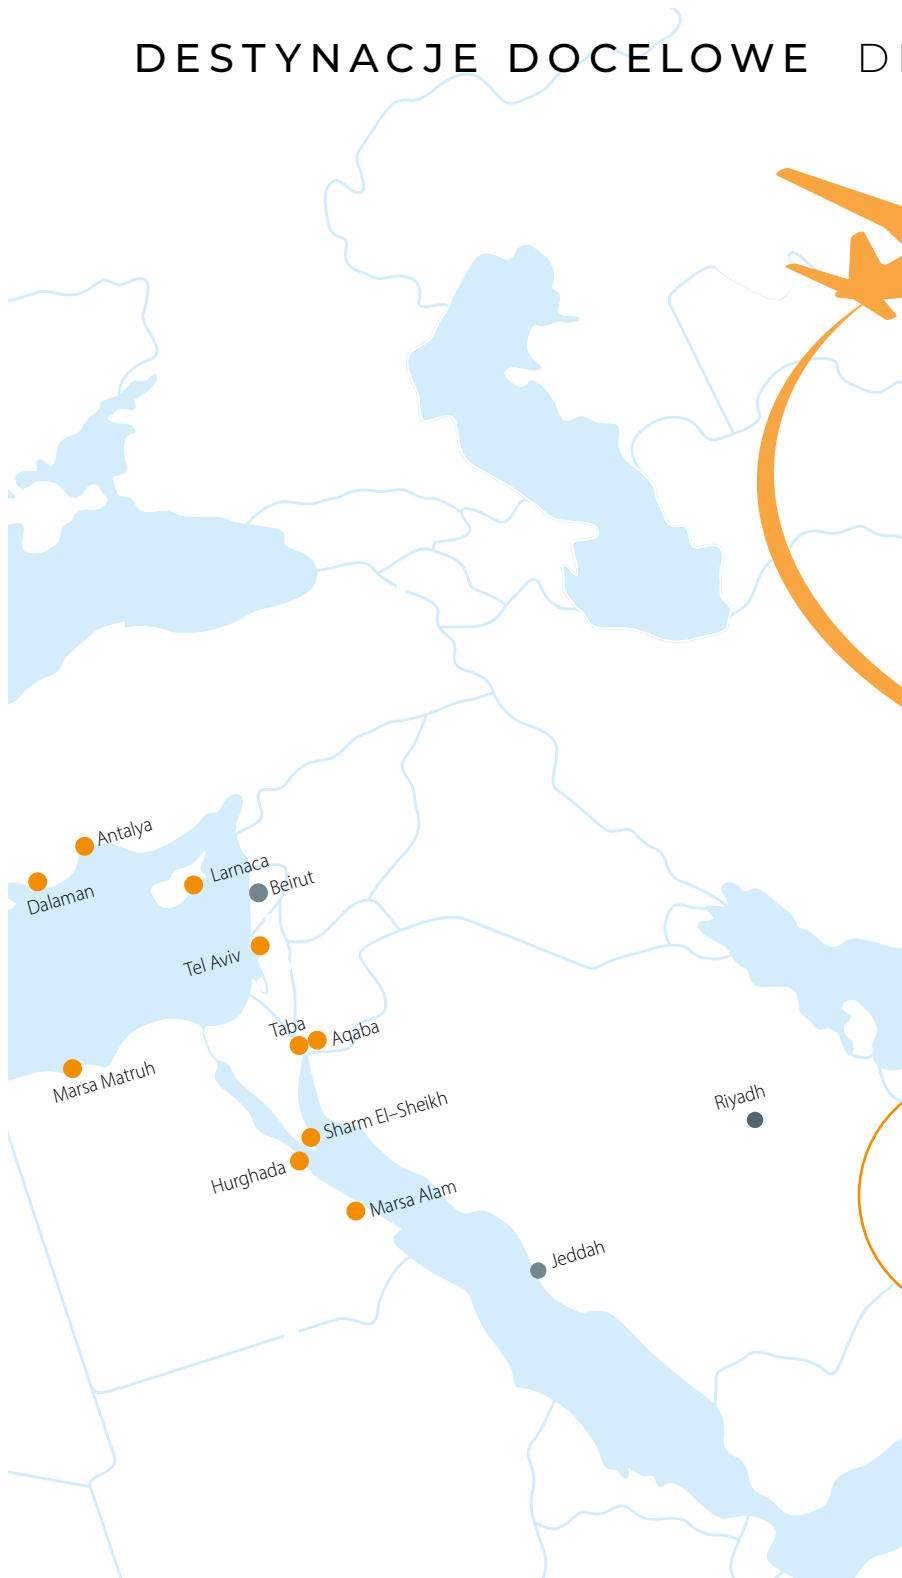 DESTYNACJE DOCELOWE D
Antalya
Larnaca
Beirut
Dalaman
Tel Aviv
Taba
Aqaba
Marsa Matruh
Riyadh
Sharm El–Sheikh
Hurghada
Marsa Alam
Jeddah